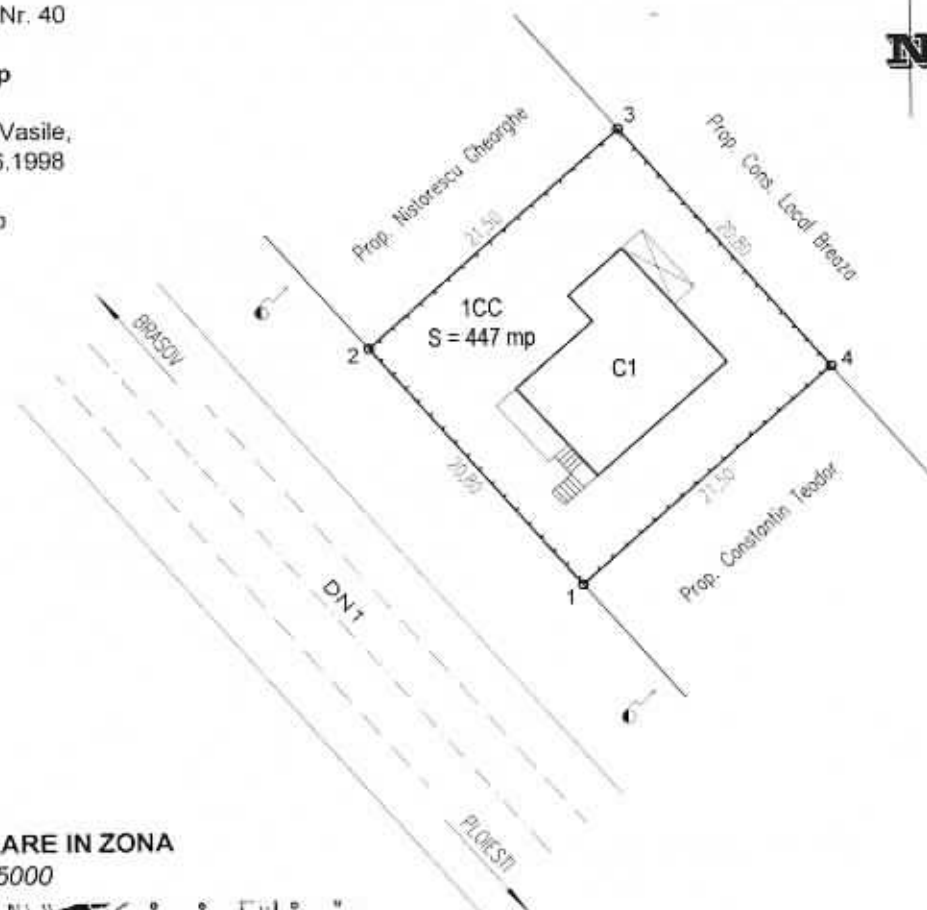 Nr. 40
N
p
Vasile,
6.1998
Prop. Nistorescu Gheorghe
3
Prop. Cons. Local Breaza
21,50
20,80
1CC
S = 447 mp
C1
BRASOV
2
4
20,80
21,50
Prop. Constantin Teodor
1
DN1
PLOIESTI
ARE IN ZONA
5000